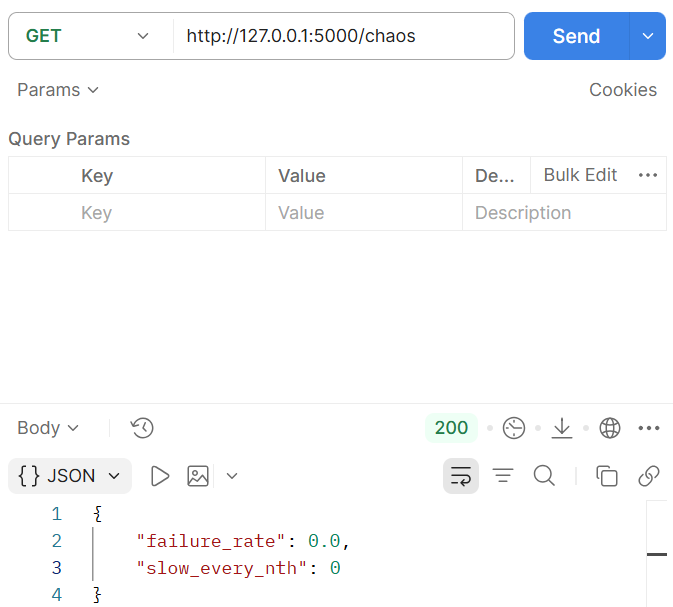 GET http://127.0.0.1:5000/chaos Send
Params Cookies
Query Params
Key Value De... Bulk Edit
Key Value Description
Body 200
{} JSON
1 {
2 "failure_rate": 0.0,
3 "slow_every_nth": 0
4 }